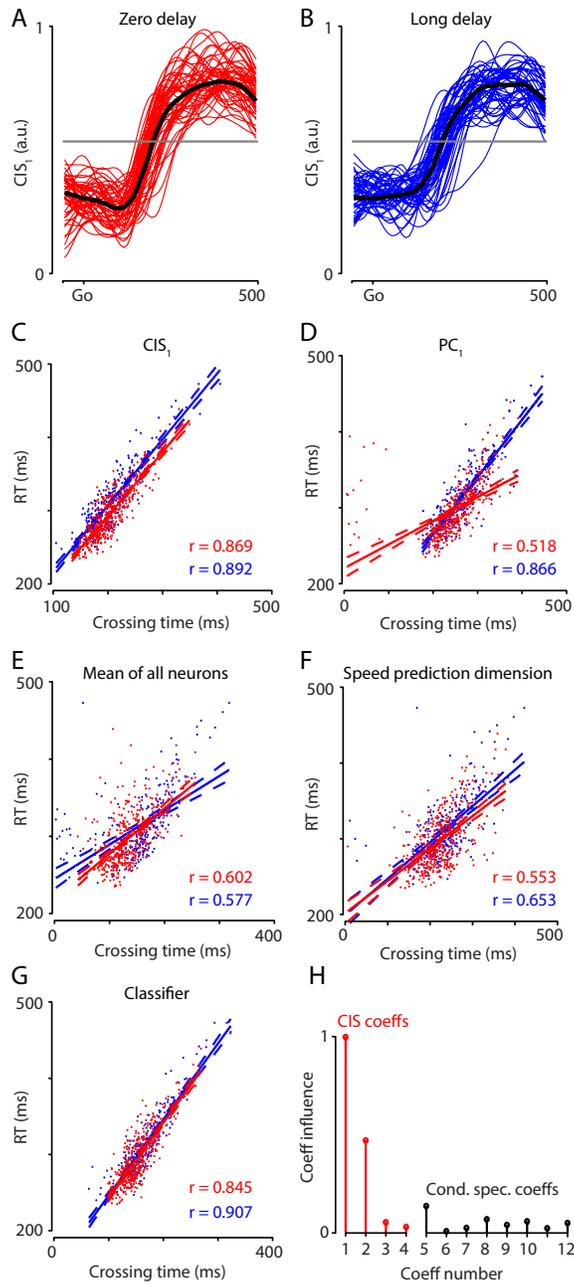 A
Zero delay
1
CIS1 (a.u.)
0
Go
500
B
Long delay
1
CIS1 (a.u.)
0
Go
500
C
CIS1
500
RT (ms)
r = 0.869
r = 0.892
200
100
500
Crossing time (ms)
D
PC1
500
RT (ms)
r = 0.518
r = 0.866
200
0
500
Crossing time (ms)
E
Mean of all neurons
500
RT (ms)
r = 0.602
r = 0.577
200
0
400
Crossing time (ms)
F
Speed prediction dimension
500
RT (ms)
r = 0.553
r = 0.653
200
0
500
Crossing time (ms)
G
Classifier
500
RT (ms)
r = 0.845
r = 0.907
200
0
400
Crossing time (ms)
H
CIS coeffs
1
Coeff influence
Cond. spec. coeffs
0
1 2 3 4 5 6 7 8 9 10 11 12
Coeff number